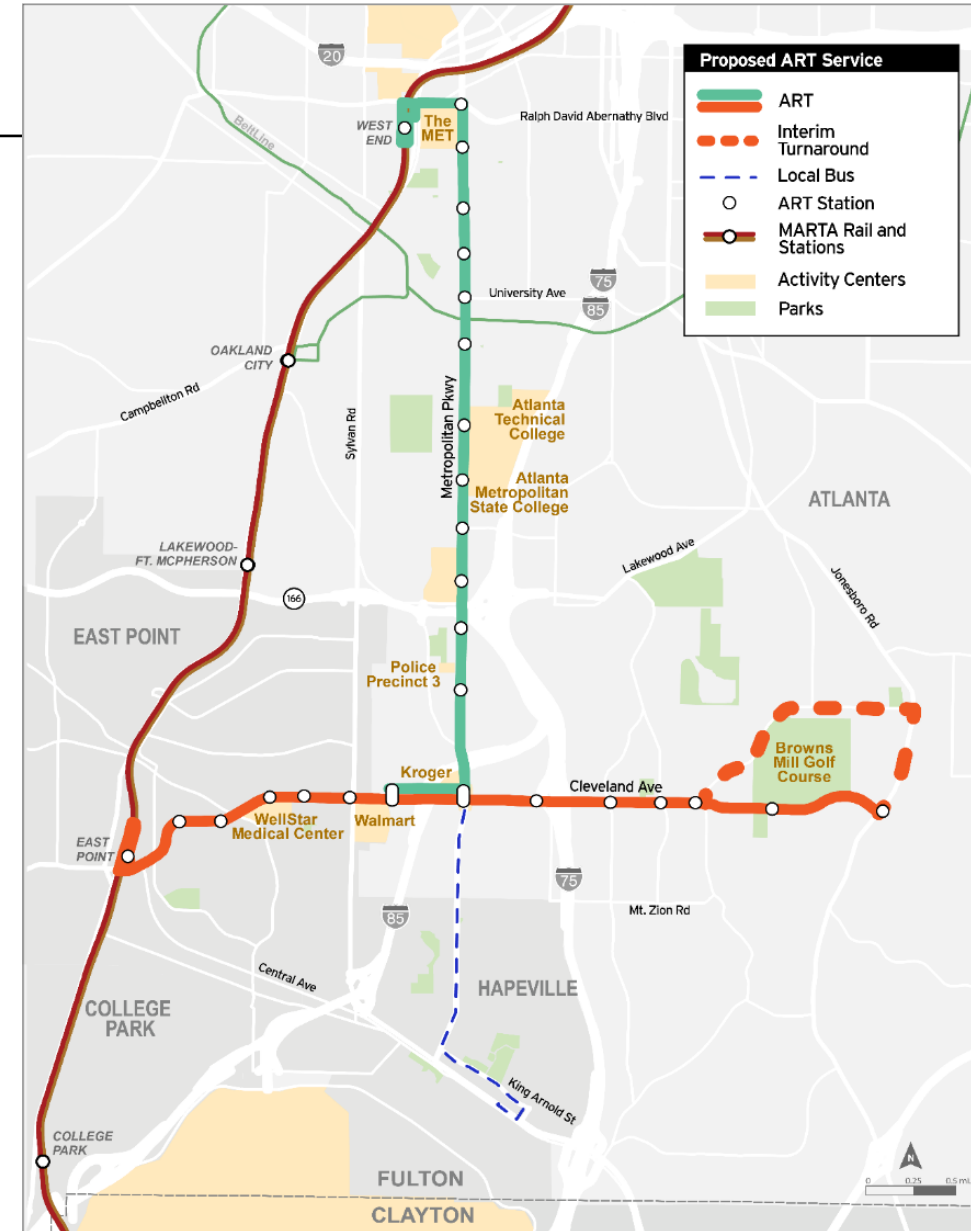 Proposed ART Service
ART
Interim
Turnaround
Local Bus
ART Station
MARTA Rail and
Stations
Activity Centers
Parks
20
BeltLine
WEST
END
The
MET
Ralph David Abernathy Blvd
75
85
University Ave
OAKLAND
CITY
Campbellton Rd
Sylvan Rd
Metropolitan Pkwy
Atlanta
Technical
College
Atlanta
Metropolitan
State College
ATLANTA
LAKEWOOD-
FT. MCPHERSON
166
Lakewood Ave
Jonesboro Rd
EAST POINT
Police
Precinct 3
Browns
Mill Golf
Course
Kroger
Cleveland Ave
WellStar
Medical Center
Walmart
EAST
POINT
75
85
Mt. Zion Rd
Central Ave
HAPEVILLE
COLLEGE
PARK
King Arnold St
COLLEGE
PARK
N
0 0.25 0.5 mi.
FULTON
CLAYTON